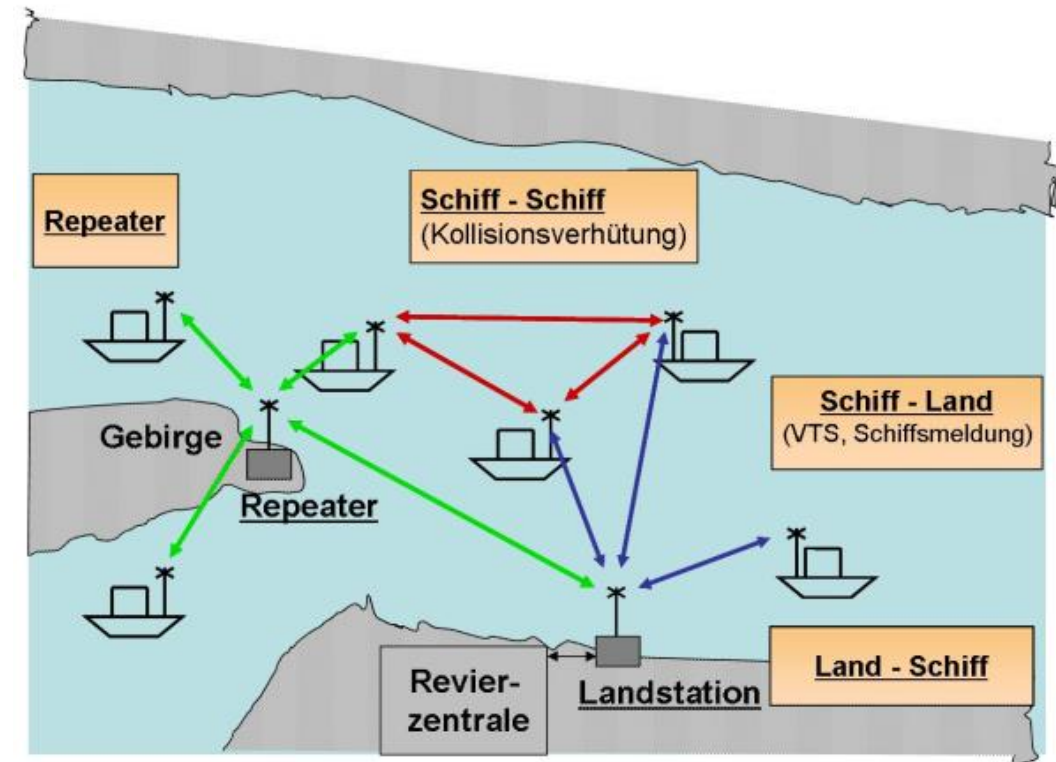 Repeater
Schiff - Schiff
(Kollisionsverhütung)
Schiff - Land
(VTS, Schiffsmeldung)
Gebirge
Repeater
Land - Schiff
Revier-
zentrale
Landstation